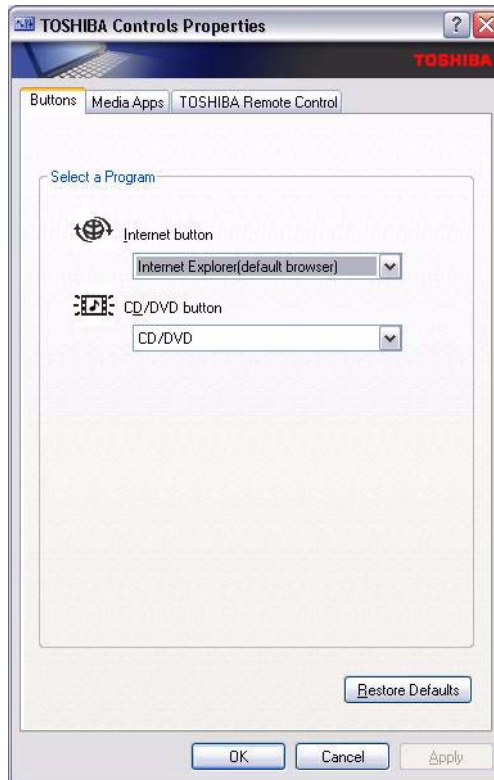 TOSHIBA Controls Properties
TOSHIBA
Buttons Media Apps TOSHIBA Remote Control
Select a Program
Internet button
Internet Explorer(default browser)
CD/DVD button
CD/DVD
Restore Defaults
OK Cancel Apply